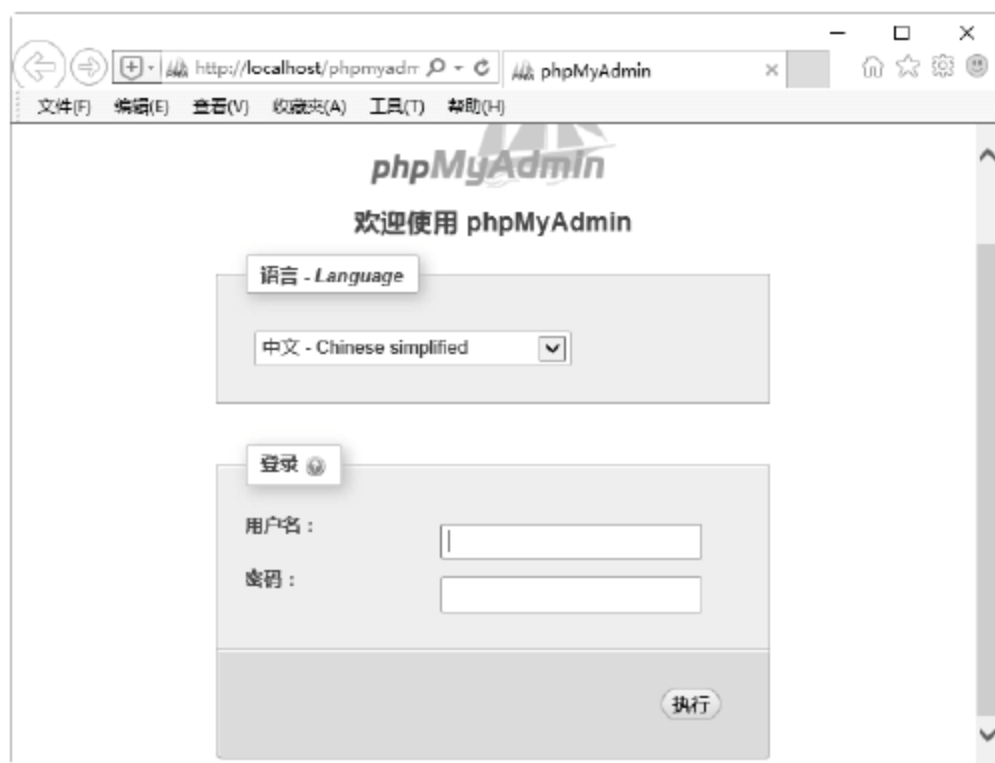 http://localhost/phpmyadm
phpMyAdmin
文件(F) 编辑(E) 查看(V) 收藏夹(A) 工具(T) 帮助(H)
phpMyAdmin
欢迎使用 phpMyAdmin
语言 - Language
中文 - Chinese simplified
登录
用户名：
密码：
执行